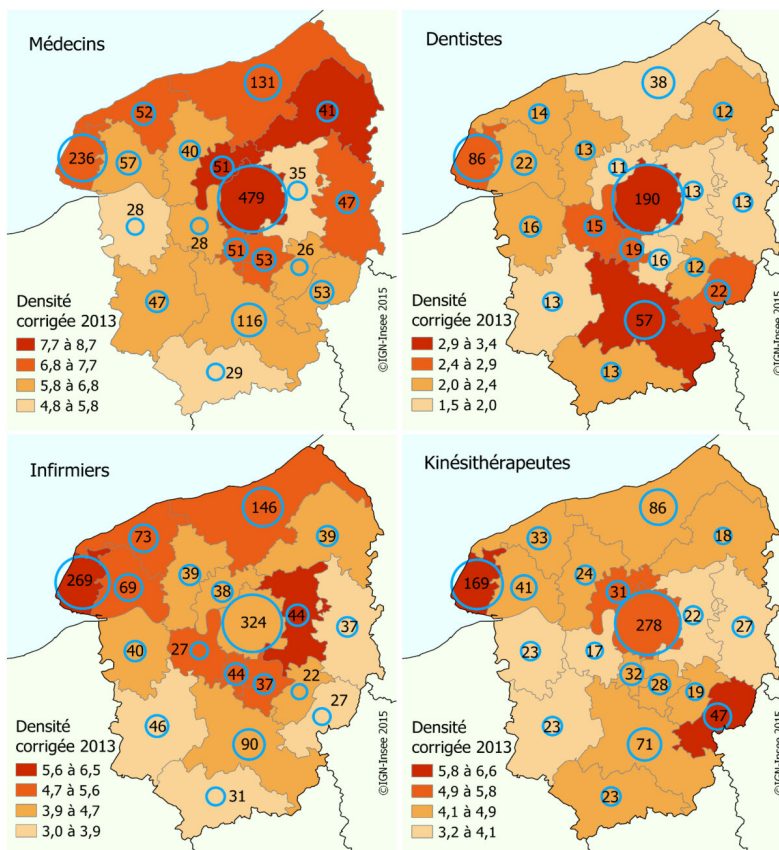 Médecins
131
52
41
40
236
57
51
35
479
47
28
28
51
53
26
53
47
116
29
Densité
corrigée 2013
7,7 à 8,7
6,8 à 7,7
5,8 à 6,8
4,8 à 5,8
©IGN-Insee 2015
Dentistes
38
14
12
13
86
22
11
190
13
13
16
15
19
16
12
22
13
57
13
Densité
corrigée 2013
2,9 à 3,4
2,4 à 2,9
2,0 à 2,4
1,5 à 2,0
©IGN-Insee 2015
Infirmiers
146
73
39
39
269
69
38
44
324
37
40
27
44
37
22
27
46
90
31
Densité
corrigée 2013
5,6 à 6,5
4,7 à 5,6
3,9 à 4,7
3,0 à 3,9
©IGN-Insee 2015
Kinésithérapeutes
86
33
18
24
169
41
31
22
278
27
23
17
32
28
19
47
23
71
23
Densité
corrigée 2013
5,8 à 6,6
4,9 à 5,8
4,1 à 4,9
3,2 à 4,1
©IGN-Insee 2015